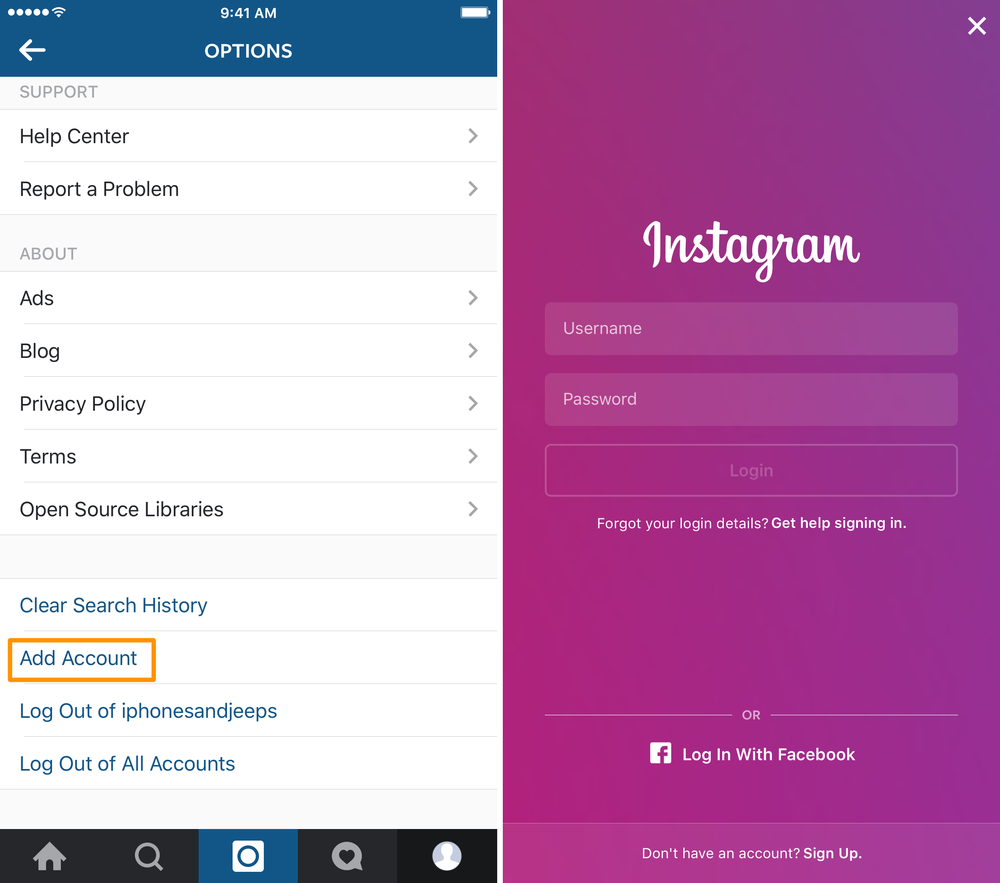 9:41 AM
OPTIONS
SUPPORT
Help Center
Report a Problem
ABOUT
Ads
Blog
Privacy Policy
Terms
Open Source Libraries
Clear Search History
Add Account
Log Out of iphonesandjeeps
Log Out of All Accounts
Instagram
Username
Password
Login
Forgot your login details? Get help signing in.
OR
Log In With Facebook
Don't have an account? Sign Up.